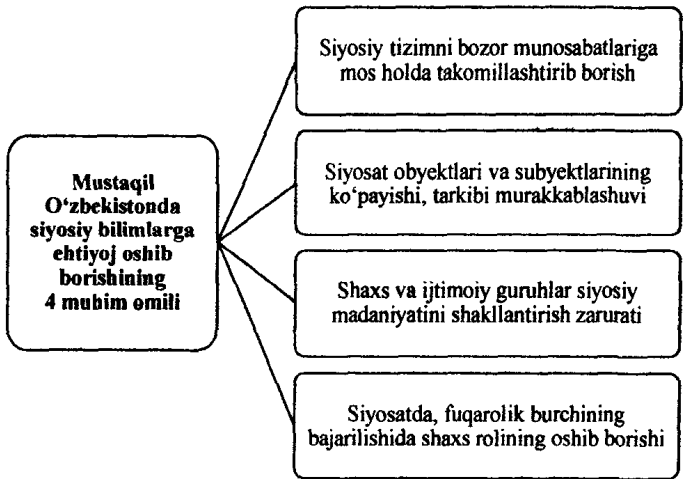 Mustaqil
O‘zbekistonda
siyosiy bilimlarga
ehtiyoj oshib
borishining
4 muhim omili
Siyosiy tizimni bozor munosabatlariga
mos holda takomillashtirib borish
Siyosat obyektlari va subyektlarining
ko‘payishi, tarkibi murakkablashuvi
Shaxs va ijtimoiy guruhlar siyosiy
madaniyatini shakllantirish zarurati
Siyosatda, fuqarolik burchining
bajarilishida shaxs rolining oshib borishi